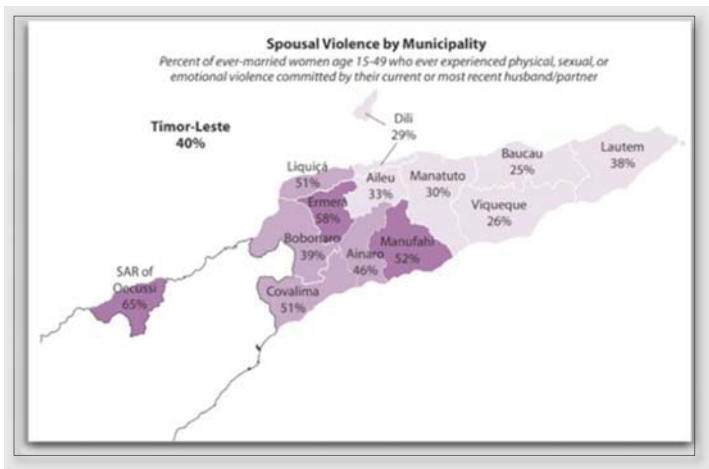 Spousal Violence by Municipality
Percent of ever-married women age 15-49 who ever experienced physical, sexual, or
emotional violence committed by their current or most recent husband/partner
Timor-Leste
40%
Dili
29%
Liquiçá
51%
Ermera
58%
Aileu
33%
Manatuto
30%
Baucau
25%
Lautem
38%
Viqueque
26%
Bobonaro
39%
Ainaro
46%
Manufahi
52%
SAR of
Oecussi
65%
Covalima
51%